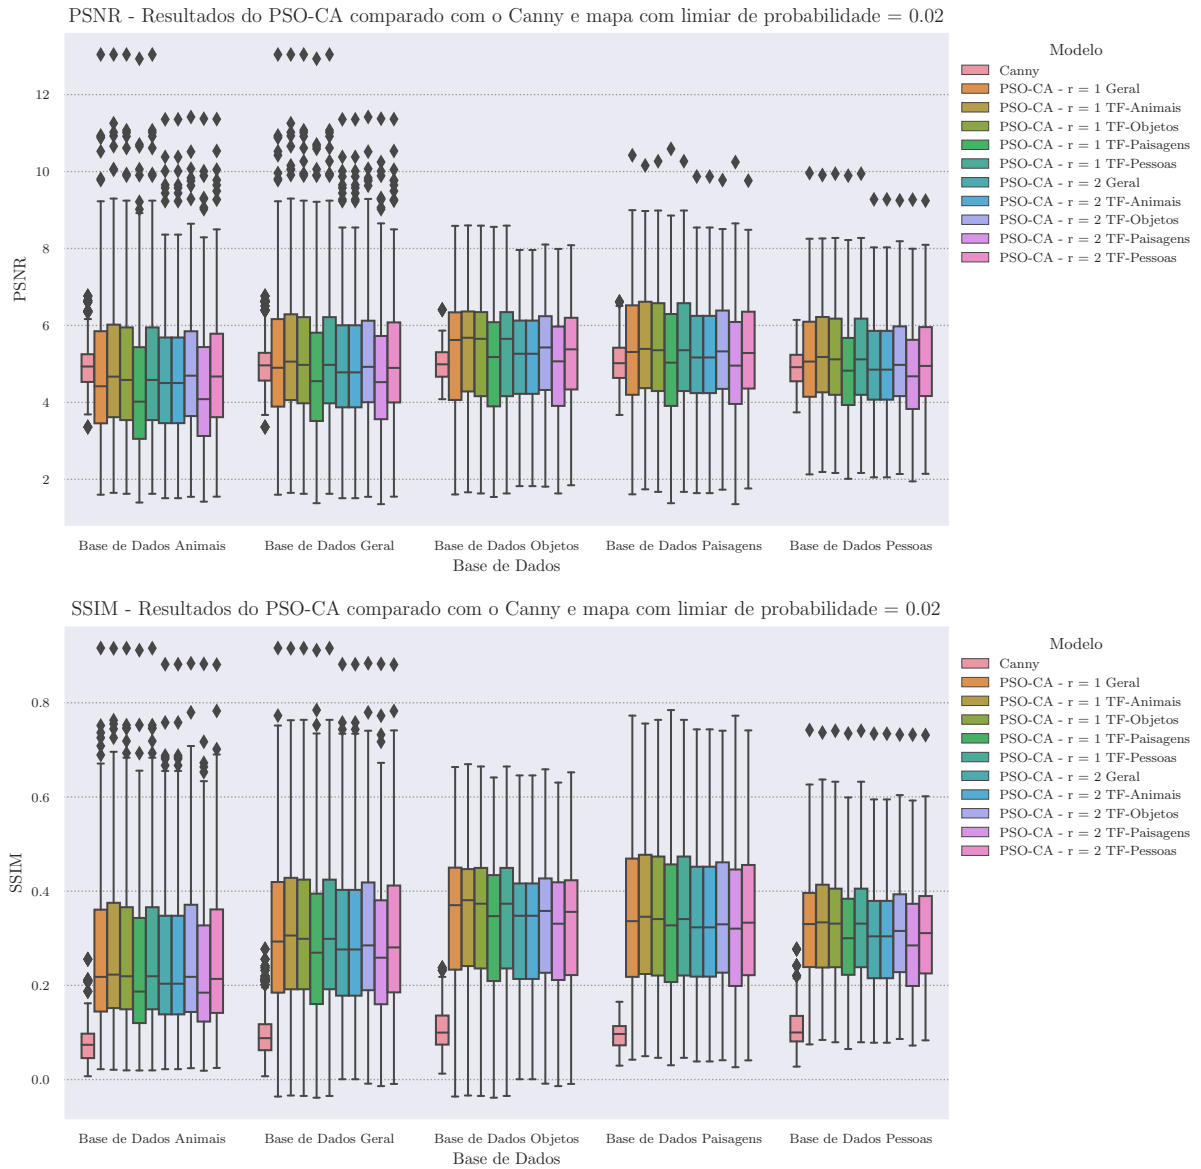 PSNR - Resultados do PSO-CA comparado com o Canny e mapa com limiar de probabilidade = 0.02
Modelo
Canny
PSO-CA - r = 1 Geral
PSO-CA - r = 1 TF-Animais
PSO-CA - r = 1 TF-Objetos
PSO-CA - r = 1 TF-Paisagens
PSO-CA - r = 1 TF-Pessoas
PSO-CA - r = 2 Geral
PSO-CA - r = 2 TF-Animais
PSO-CA - r = 2 TF-Objetos
PSO-CA - r = 2 TF-Paisagens
PSO-CA - r = 2 TF-Pessoas
PSNR
12
10
8
6
4
2
Base de Dados Animais
Base de Dados Geral
Base de Dados Objetos
Base de Dados Paisagens
Base de Dados Pessoas
Base de Dados
SSIM - Resultados do PSO-CA comparado com o Canny e mapa com limiar de probabilidade = 0.02
Modelo
Canny
PSO-CA - r = 1 Geral
PSO-CA - r = 1 TF-Animais
PSO-CA - r = 1 TF-Objetos
PSO-CA - r = 1 TF-Paisagens
PSO-CA - r = 1 TF-Pessoas
PSO-CA - r = 2 Geral
PSO-CA - r = 2 TF-Animais
PSO-CA - r = 2 TF-Objetos
PSO-CA - r = 2 TF-Paisagens
PSO-CA - r = 2 TF-Pessoas
SSIM
0.8
0.6
0.4
0.2
0.0
Base de Dados Animais
Base de Dados Geral
Base de Dados Objetos
Base de Dados Paisagens
Base de Dados Pessoas
Base de Dados